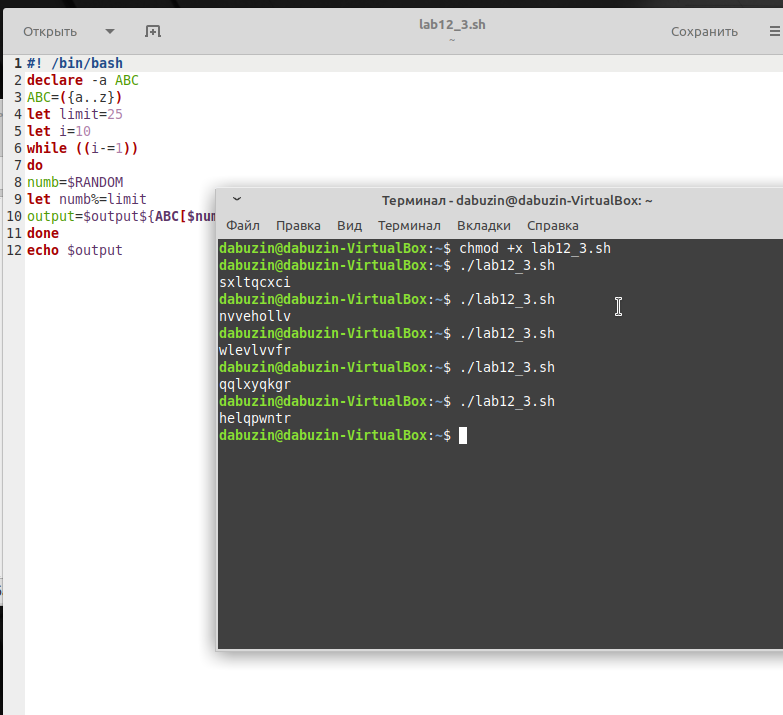 Открыть
lab12_3.sh
~
Сохранить
1 #! /bin/bash
2 declare -a ABC
3 ABC=({a..z})
4 let limit=25
5 let i=10
6 while ((i-=1))
7 do
8 numb=$RANDOM
9 let numb%=limit
10 output=$output${ABC[$num
11 done
12 echo $output
Терминал - dabuzin@dabuzin-VirtualBox: ~
Файл Правка Вид Терминал Вкладки Справка
dabuzin@dabuzin-VirtualBox:~$ chmod +x lab12_3.sh
dabuzin@dabuzin-VirtualBox:~$ ./lab12_3.sh
sxltqcxci
dabuzin@dabuzin-VirtualBox:~$ ./lab12_3.sh
nvvehollv
dabuzin@dabuzin-VirtualBox:~$ ./lab12_3.sh
wlevlvvfr
dabuzin@dabuzin-VirtualBox:~$ ./lab12_3.sh
qqlxyqkgr
dabuzin@dabuzin-VirtualBox:~$ ./lab12_3.sh
helqpwntr
dabuzin@dabuzin-VirtualBox:~$